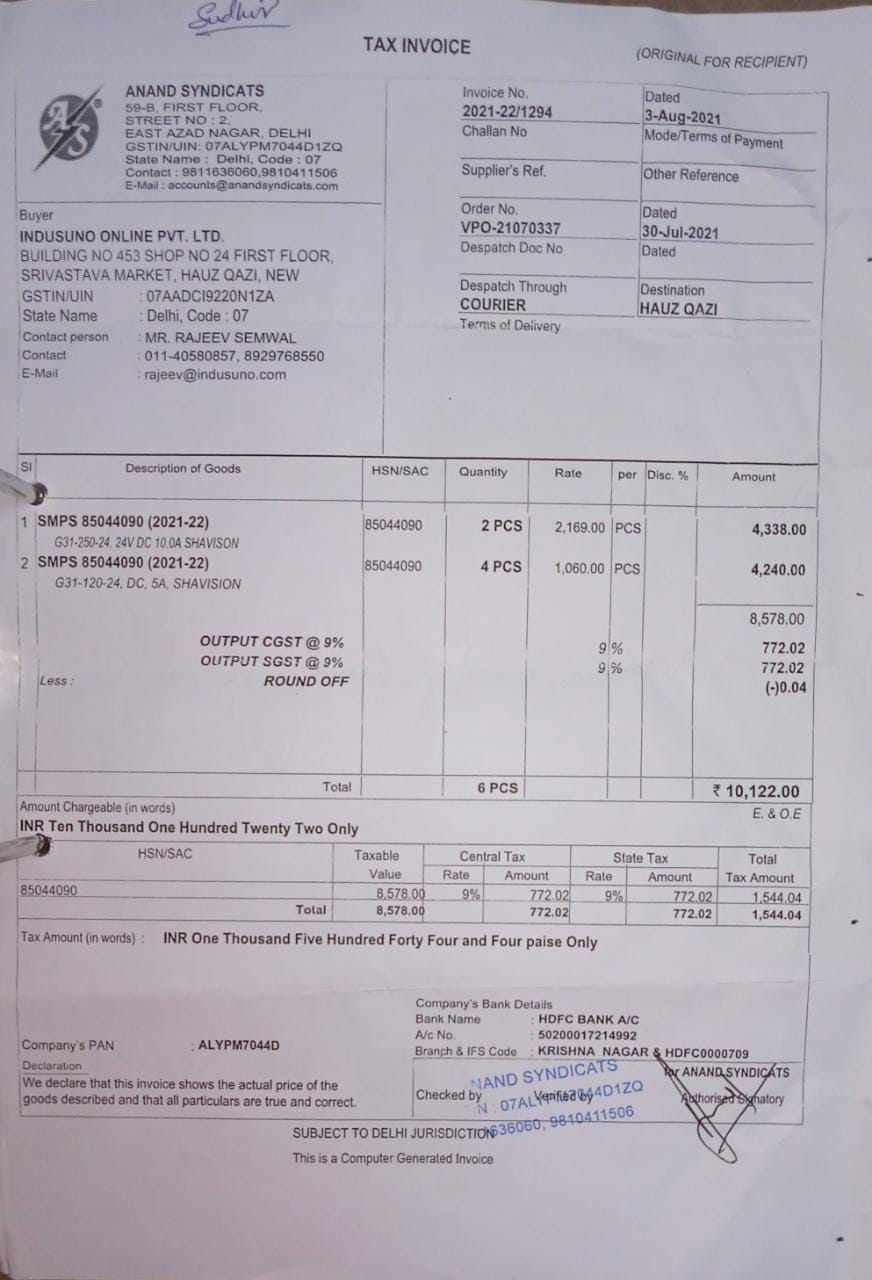 Sudhir
TAX INVOICE
(ORIGINAL FOR RECIPIENT)
AS
ANAND SYNDICATS
59-B, FIRST FLOOR,
STREET NO : 2,
EAST AZAD NAGAR, DELHI
GSTIN/UIN: 07ALYPM7044D1ZQ
State Name : Delhi, Code : 07
Contact : 9811636060,9810411506
E-Mail : accounts@anandsyndicats.com
Invoice No. Dated
2021-22/1294 3-Aug-2021
Challan No Mode/Terms of Payment
Supplier's Ref. Other Reference
Order No. Dated
VPO-21070337 30-Jul-2021
Despatch Doc No Dated
Despatch Through Destination
COURIER HAUZ QAZI
Terms of Delivery
Buyer
INDUSUNO ONLINE PVT. LTD.
BUILDING NO 453 SHOP NO 24 FIRST FLOOR,
SRIVASTAVA MARKET, HAUZ QAZI, NEW
GSTIN/UIN : 07AADCI9220N1ZA
State Name : Delhi, Code : 07
Contact person : MR. RAJEEV SEMWAL
Contact : 011-40580857, 8929768550
E-Mail : rajeev@indusuno.com
Sl Description of Goods HSN/SAC Quantity Rate per Disc. % Amount
1 SMPS 85044090 (2021-22) 85044090 2 PCS 2,169.00 PCS 4,338.00
G31-250-24, 24V DC 10.0A SHAVISON
2 SMPS 85044090 (2021-22) 85044090 4 PCS 1,060.00 PCS 4,240.00
G31-120-24, DC, 5A, SHAVISION
8,578.00
OUTPUT CGST @ 9% 9 % 772.02
OUTPUT SGST @ 9% 9 % 772.02
Less : ROUND OFF (-)0.04
Total 6 PCS ₹ 10,122.00
Amount Chargeable (in words) E. & O.E
INR Ten Thousand One Hundred Twenty Two Only
HSN/SAC Taxable Central Tax State Tax Total
Value Rate Amount Rate Amount Tax Amount
85044090 8,578.00 9% 772.02 9% 772.02 1,544.04
Total 8,578.00 772.02 772.02 1,544.04
Tax Amount (in words) : INR One Thousand Five Hundred Forty Four and Four paise Only
Company's Bank Details
Bank Name : HDFC BANK A/C
A/c No. : 50200017214992
Company's PAN : ALYPM7044D
Branch & IFS Code : KRISHNA NAGAR & HDFC0000709
Declaration
We declare that this invoice shows the actual price of the
goods described and that all particulars are true and correct.
for ANAND SYNDICATS
Checked by Verified by Authorised Signatory
NAND SYNDICATS
N : 07ALYPM7044D1ZQ
636060, 9810411506
SUBJECT TO DELHI JURISDICTION
This is a Computer Generated Invoice